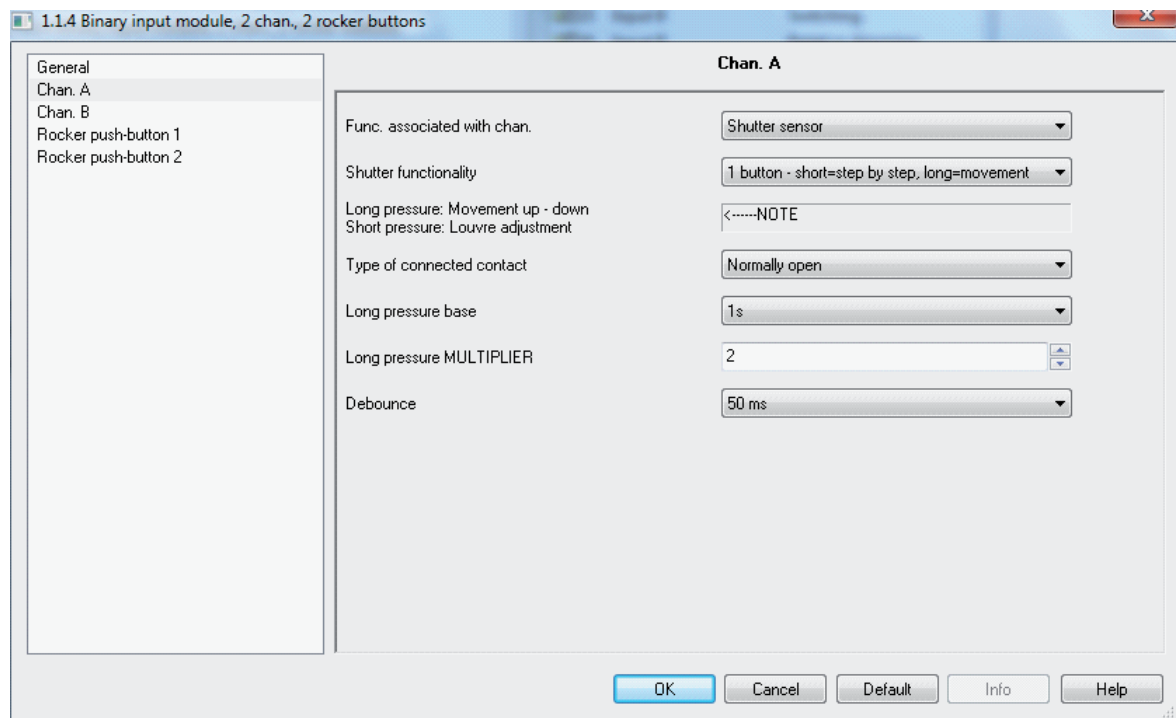 1.1.4 Binary input module, 2 chan., 2 rocker buttons
General
Chan. A
Chan. B
Rocker push-button 1
Rocker push-button 2
Chan. A
Func. associated with chan.
Shutter sensor
Shutter functionality
1 button - short=step by step, long=movement
Long pressure: Movement up - down
Short pressure: Louvre adjustment
<------NOTE
Type of connected contact
Normally open
Long pressure base
1s
Long pressure MULTIPLIER
2
Debounce
50 ms
OK
Cancel
Default
Info
Help